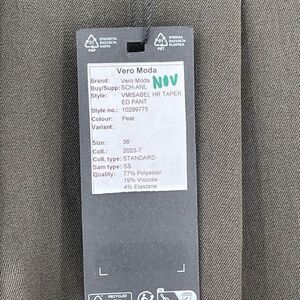 ETICHETTA
RACCOLTA
CARTA
PAP
STRINGA
RACCOLTA
PLASTICA
PET
Vero Moda
Brand: Vero Moda
NOV
Buy/Supp: SCH-ANL
Style: VMISABEL HR TAPER
ED PANT
Style no.: 10299775
Colour: Peat
Variant:
Size: 38
Coll.: 2023-7
Coll. type: STANDARD
Sam type: SS
Quality: 77% Polyester
19% Viscose
4% Elastane
RECYCLED